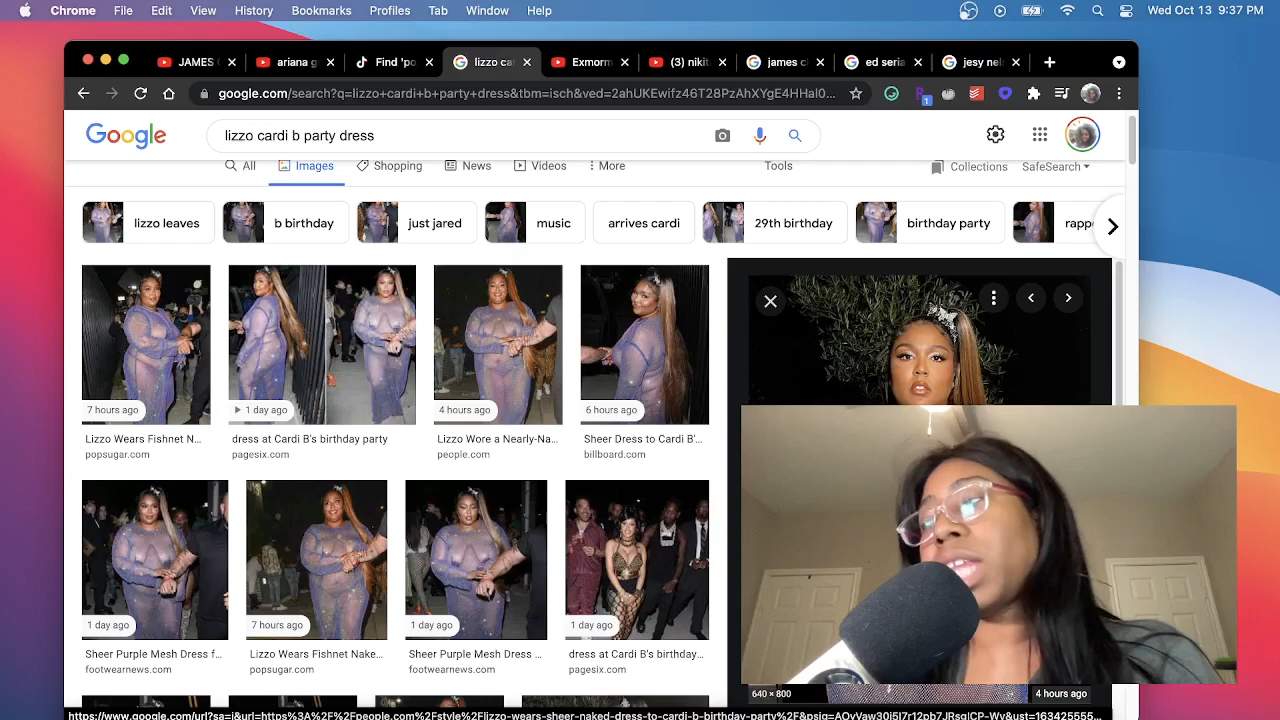 Chrome File Edit View History Bookmarks Profiles Tab Window Help Wed Oct 13 9:37 PM
JAMES ariana g Find 'po lizzo car Exmorm (3) nikit james c ed seria jesy nel
google.com/search?q=lizzo+cardi+b+party+dress&tbm=isch&ved=2ahUKEwifz46T28PzAhXYgE4HHaI0...
1
Google lizzo cardi b party dress
All Images Shopping News Videos More Tools Collections SafeSearch
lizzo leaves b birthday just jared music arrives cardi 29th birthday birthday party rapp
7 hours ago 1 day ago 4 hours ago 6 hours ago
Lizzo Wears Fishnet N... dress at Cardi B's birthday party Lizzo Wore a Nearly-Na... Sheer Dress to Cardi B'...
popsugar.com pagesix.com people.com billboard.com
1 day ago 7 hours ago 1 day ago 1 day ago
Sheer Purple Mesh Dress f... Lizzo Wears Fishnet Nake... Sheer Purple Mesh Dress ... dress at Cardi B's birthday...
footwearnews.com popsugar.com footwearnews.com pagesix.com
640 × 800 4 hours ago